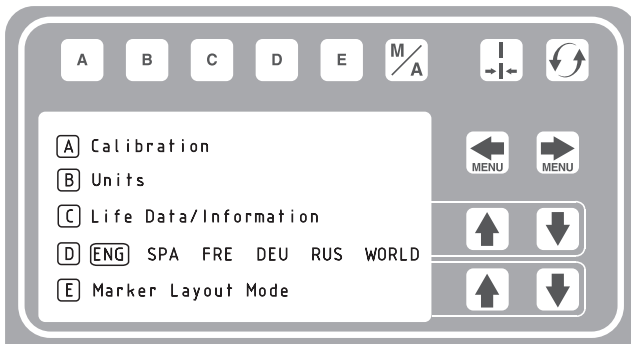 A B C D E M/A
MENU MENU
A Calibration
B Units
C Life Data/Information
D ENG SPA FRE DEU RUS WORLD
E Marker Layout Mode